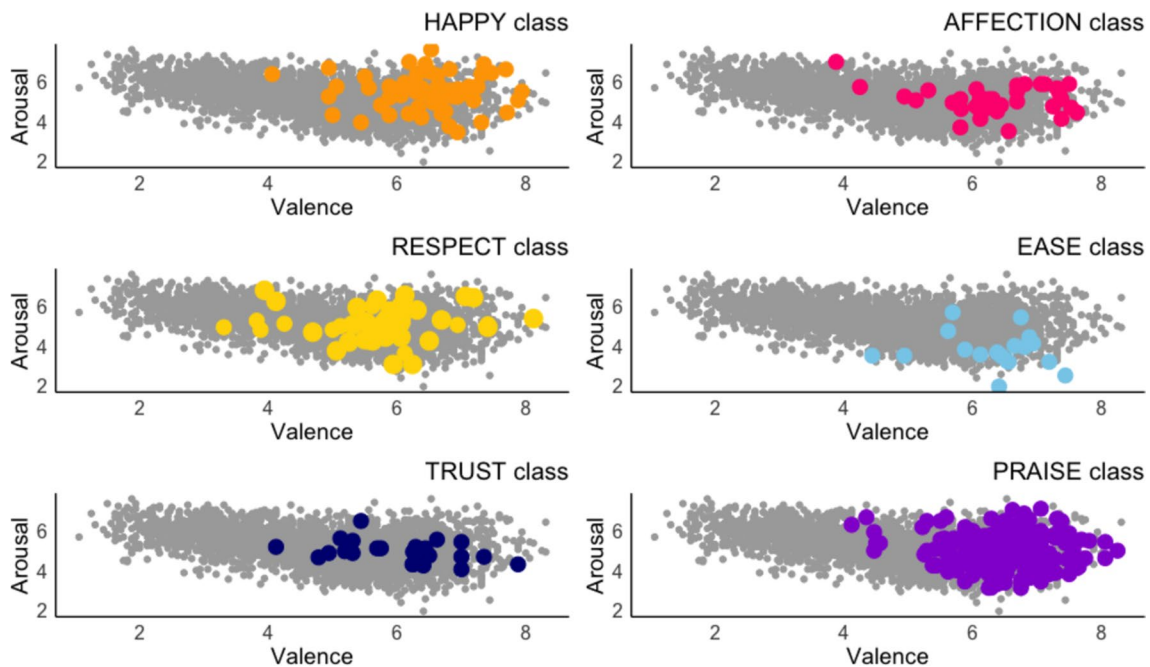 HAPPY class
Arousal
6
4
2
2 4 6 8
Valence
AFFECTION class
Arousal
6
4
2
2 4 6 8
Valence
RESPECT class
Arousal
6
4
2
2 4 6 8
Valence
EASE class
Arousal
6
4
2
2 4 6 8
Valence
TRUST class
Arousal
6
4
2
2 4 6 8
Valence
PRAISE class
Arousal
6
4
2
2 4 6 8
Valence